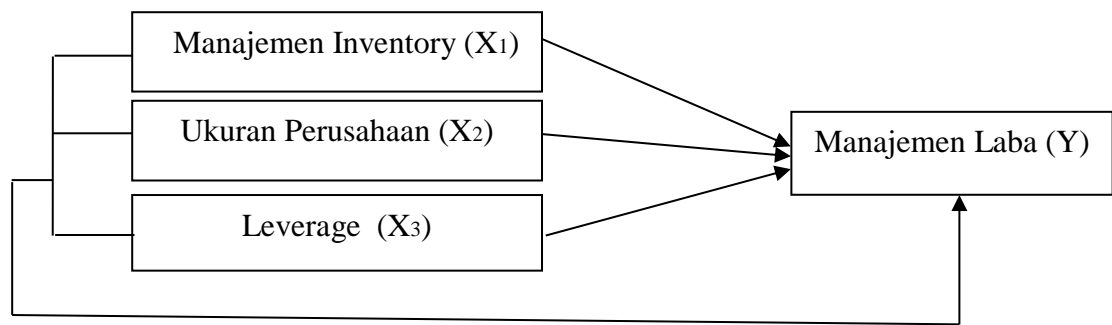 Manajemen Inventory (X1)
Ukuran Perusahaan (X2)
Leverage (X3)
Manajemen Laba (Y)